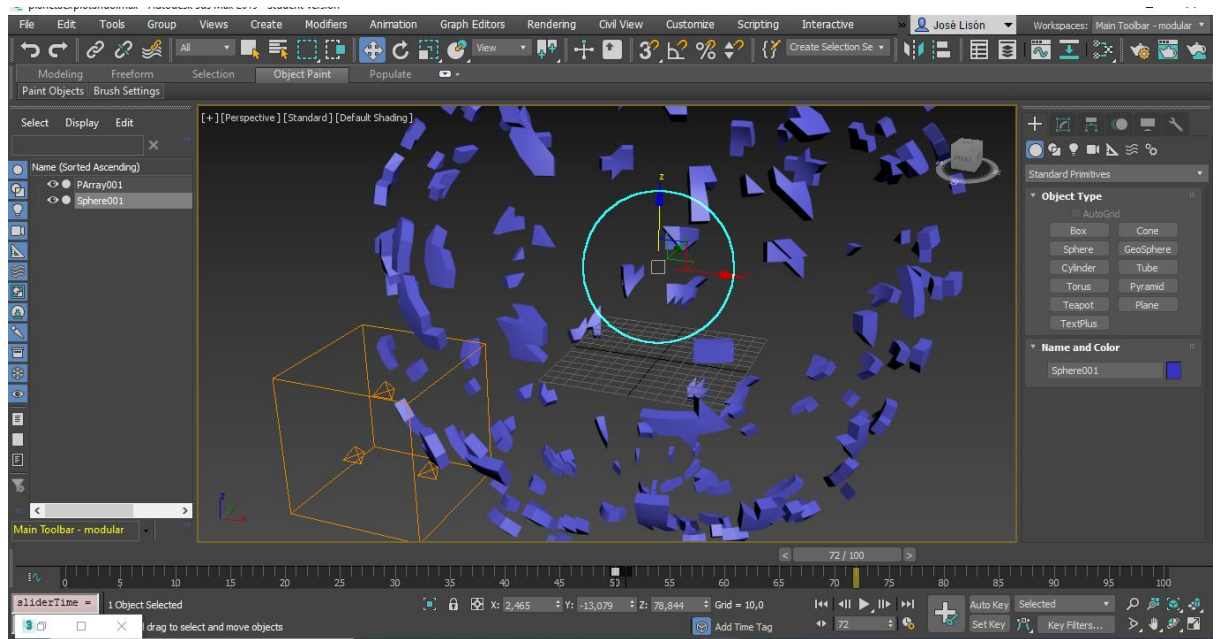 File Edit Tools Group Views Create Modifiers Animation Graph Editors Rendering Civil View Customize Scripting Interactive José Lisón Workspaces: Main Toolbar - modular
All View Create Selection Se
Modeling Freeform Selection Object Paint Populate
Paint Objects Brush Settings
Select Display Edit
[+] [Perspective] [Standard] [Default Shading]
Name (Sorted Ascending)
PArray001
Sphere001
Standard Primitives
Object Type
AutoGrid
Box Cone
Sphere GeoSphere
Cylinder Tube
Torus Pyramid
Teapot Plane
TextPlus
Name and Color
Sphere001
FRONT
z
x
z
x
Main Toolbar - modular
< 72 / 100 >
0 5 10 15 20 25 30 35 40 45 50 55 60 65 70 75 80 85 90 95 100
sliderTime = 1 Object Selected X: 2,465 Y: -13,079 Z: 78,844 Grid = 10,0 Auto Key Selected
3 drag to select and move objects Add Time Tag 72 Set Key Key Filters...